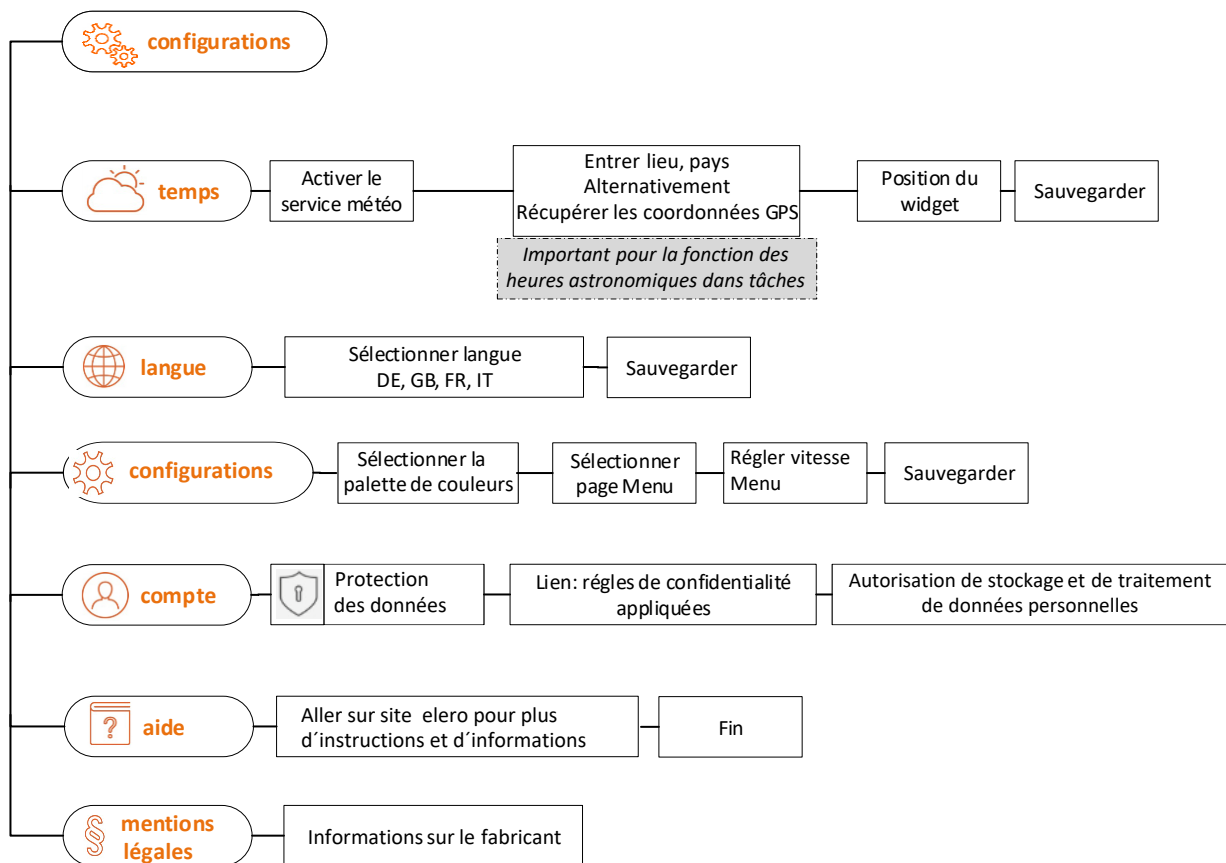 configurations
temps
Activer le
service météo
Entrer lieu, pays
Alternativement
Récupérer les coordonnées GPS
Important pour la fonction des
heures astronomiques dans tâches
Position du
widget
Sauvegarder
langue
Sélectionner langue
DE, GB, FR, IT
Sauvegarder
configurations
Sélectionner la
palette de couleurs
Sélectionner
page Menu
Régler vitesse
Menu
Sauvegarder
compte
Protection
des données
Lien: régles de confidentialité
appliquées
Autorisation de stockage et de traitement
de données personnelles
?
aide
Aller sur site elero pour plus
d´instructions et d´informations
Fin
§
mentions
légales
Informations sur le fabricant